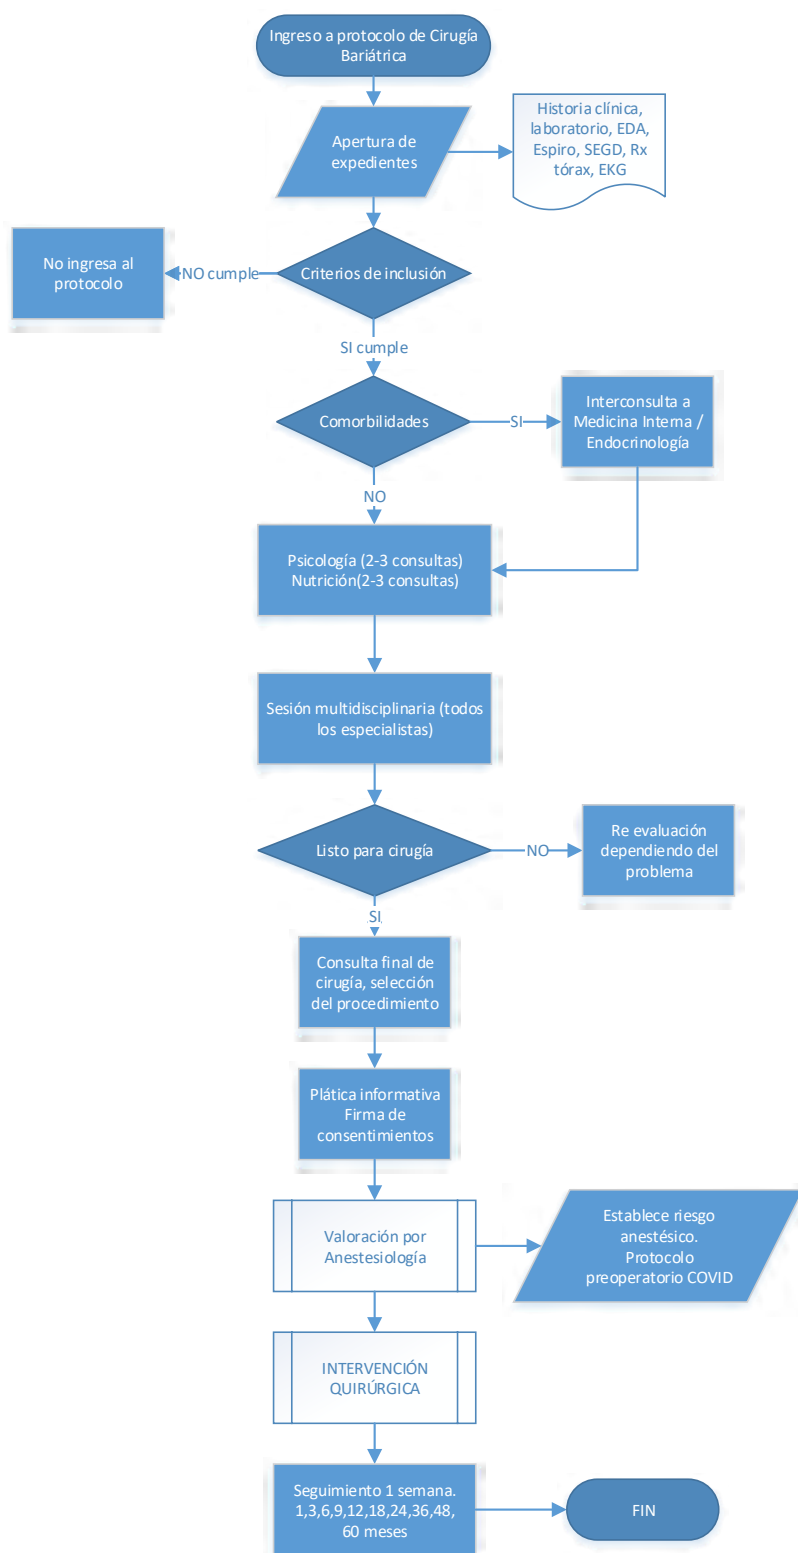 Ingreso a protocolo de Cirugía
Bariátrica
Apertura de
expedientes
Historia clínica,
laboratorio, EDA,
Espiro, SEGD, Rx
tórax, EKG
No ingresa al
protocolo
NO cumple
Criterios de inclusión
SI cumple
Comorbilidades
SI
Interconsulta a
Medicina Interna /
Endocrinología
NO
Psicología (2-3 consultas)
Nutrición(2-3 consultas)
Sesión multidisciplinaria (todos
los especialistas)
Listo para cirugía
NO
Re evaluación
dependiendo del
problema
SI
Consulta final de
cirugía, selección
del procedimiento
Plática informativa
Firma de
consentimientos
Valoración por
Anestesiología
Establece riesgo
anestésico.
Protocolo
preoperatorio COVID
INTERVENCIÓN
QUIRÚRGICA
Seguimiento 1 semana.
1,3,6,9,12,18,24,36,48,
60 meses
FIN